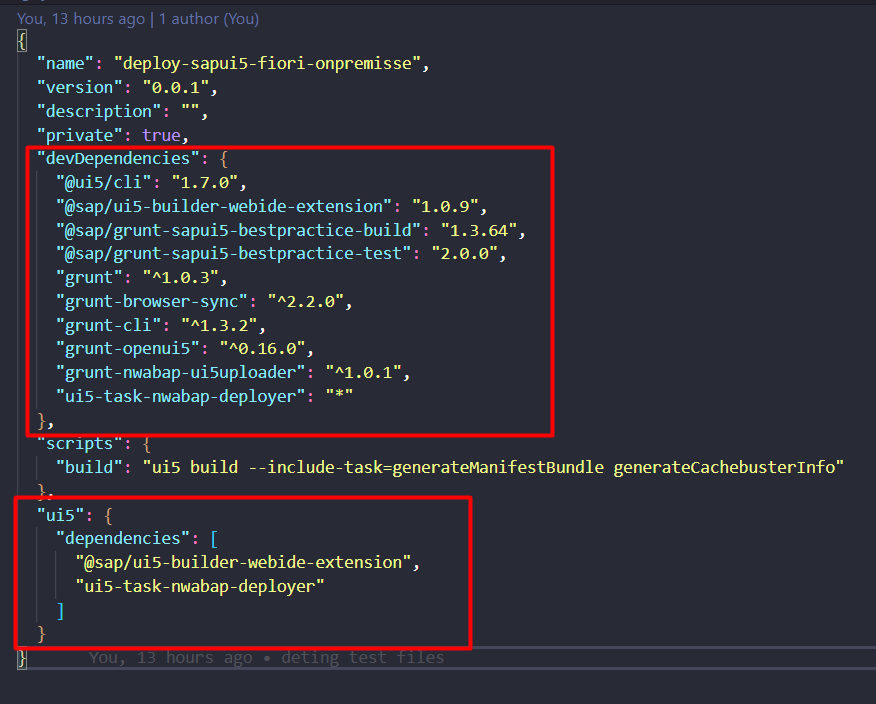 You, 13 hours ago | 1 author (You)
{
"name": "deploy-sapui5-fiori-onpremisse",
"version": "0.0.1",
"description": "",
"private": true,
"devDependencies": {
"@ui5/cli": "1.7.0",
"@sap/ui5-builder-webide-extension": "1.0.9",
"@sap/grunt-sapui5-bestpractice-build": "1.3.64",
"@sap/grunt-sapui5-bestpractice-test": "2.0.0",
"grunt": "^1.0.3",
"grunt-browser-sync": "^2.2.0",
"grunt-cli": "^1.3.2",
"grunt-openui5": "^0.16.0",
"grunt-nwabap-ui5uploader": "^1.0.1",
"ui5-task-nwabap-deployer": "*"
},
"scripts": {
"build": "ui5 build --include-task=generateManifestBundle generateCachebusterInfo"
},
"ui5": {
"dependencies": [
"@sap/ui5-builder-webide-extension",
"ui5-task-nwabap-deployer"
]
}
} You, 13 hours ago • deting test files